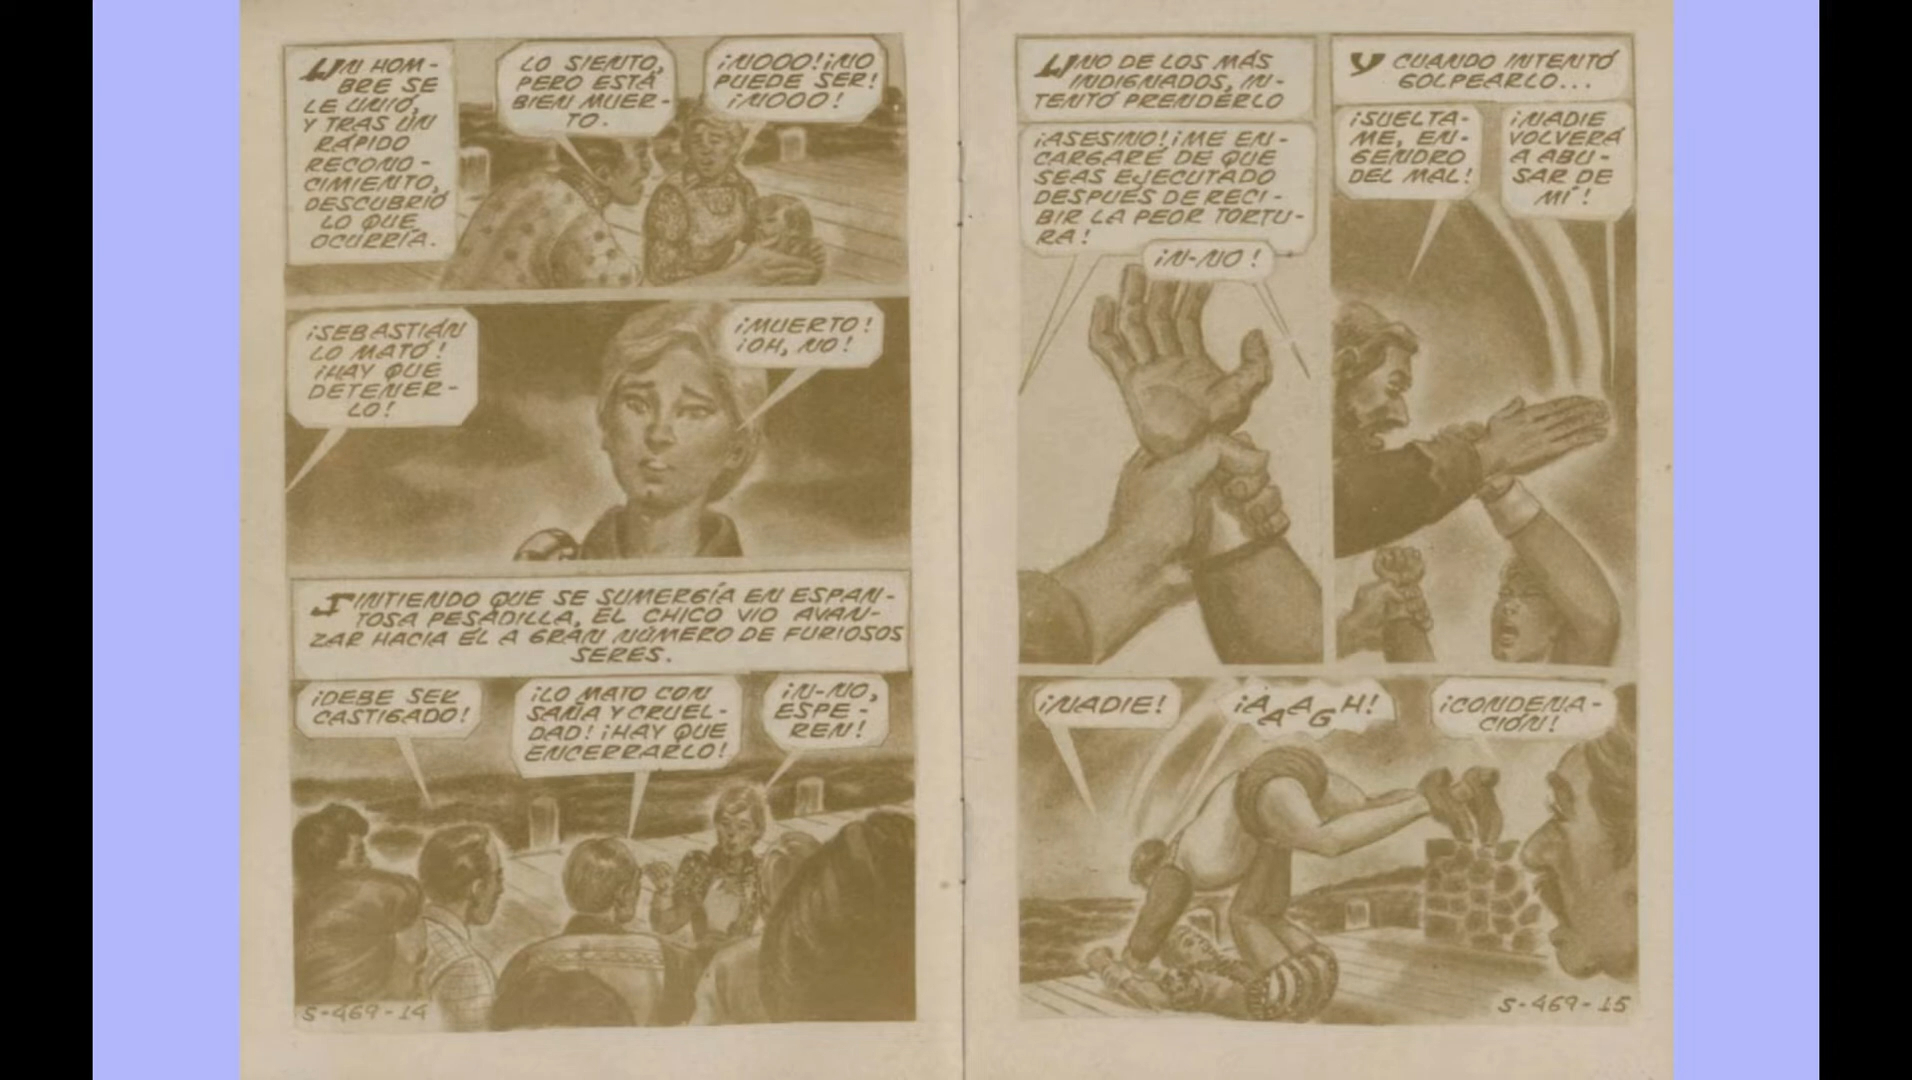 UN HOM-
BRE SE
LE UNIÓ,
Y TRAS UN
RÁPIDO
RECONO-
CIMIENTO,
DESCUBRIÓ
LO QUE
OCURRÍA.
LO SIENTO,
PERO ESTÁ
BIEN MUER-
TO.
¡NOOO! ¡NO
PUEDE SER!
¡NOOO!
¡SEBASTIÁN
LO MATÓ!
¡HAY QUE
DETENER-
LO!
¡MUERTO!
¡OH, NO!
SINTIENDO QUE SE SUMERGÍA EN ESPAN-
TOSA PESADILLA, EL CHICO VIO AVAN-
ZAR HACIA ÉL A GRAN NÚMERO DE FURIOSOS
SERES.
¡DEBE SER
CASTIGADO!
¡LO MATO CON
SAÑA Y CRUEL-
DAD! ¡HAY QUE
ENCERRARLO!
¡N-NO,
ESPE-
REN!
S-469-14
UNO DE LOS MÁS
INDIGNADOS, IN-
TENTÓ PRENDERLO
¡ASESINO! ¡ME EN-
CARGARÉ DE QUE
SEAS EJECUTADO
DESPUÉS DE RECI-
BIR LA PEOR TORTU-
RA!
¡N-NO!
Y CUANDO INTENTÓ
GOLPEARLO...
¡SUELTA-
ME, EN-
GENDRO
DEL MAL!
¡NADIE
VOLVERÁ
A ABU-
SAR DE
MÍ!
¡NADIE!
¡AAAGH!
¡CONDENA-
CIÓN!
S-469-15